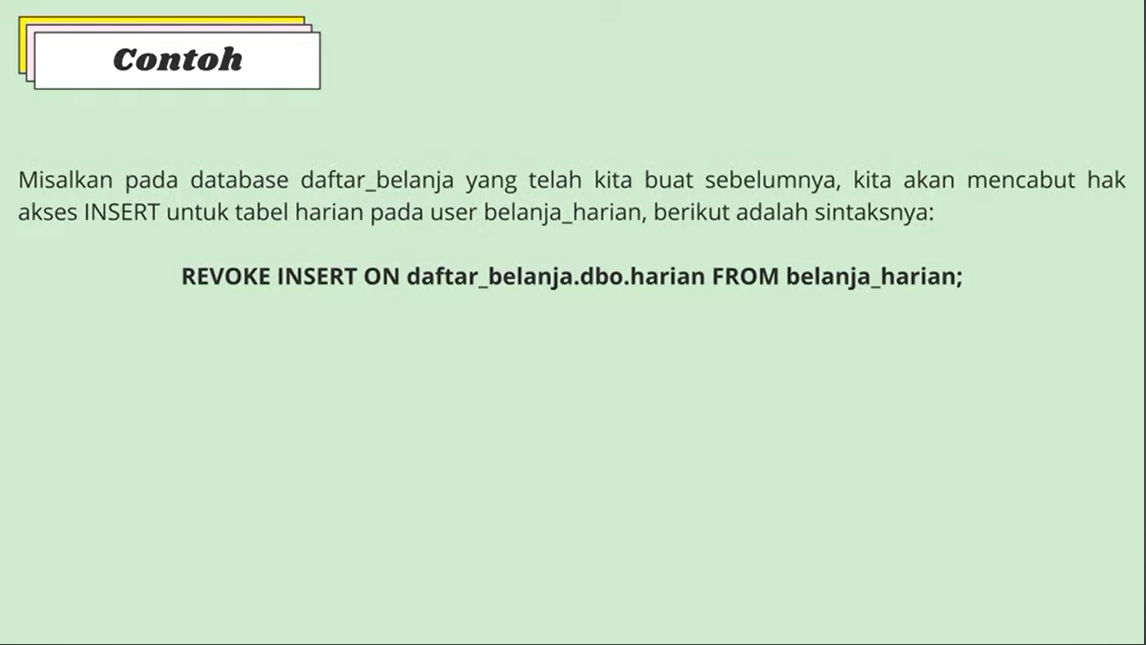 Contoh
Misalkan pada database daftar_belanja yang telah kita buat sebelumnya, kita akan mencabut hak
akses INSERT untuk tabel harian pada user belanja_harian, berikut adalah sintaksnya:
REVOKE INSERT ON daftar_belanja.dbo.harian FROM belanja_harian;